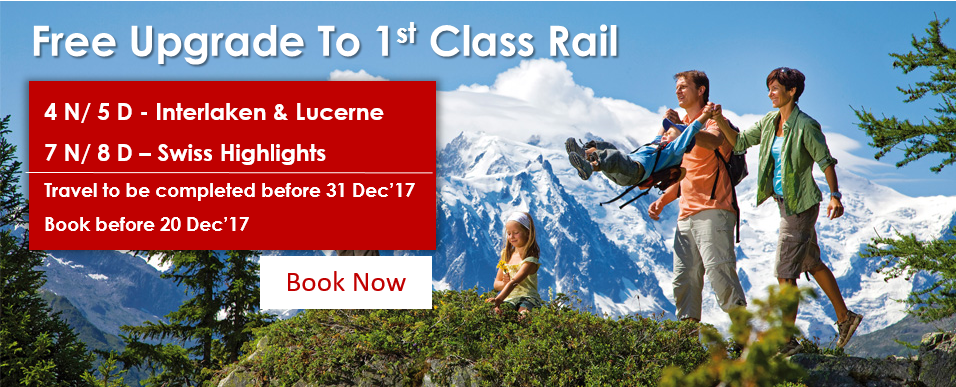 Free Upgrade To 1st Class Rail
4 N/ 5 D - Interlaken & Lucerne
7 N/ 8 D – Swiss Highlights
Travel to be completed before 31 Dec’17
Book before 20 Dec’17
Book Now